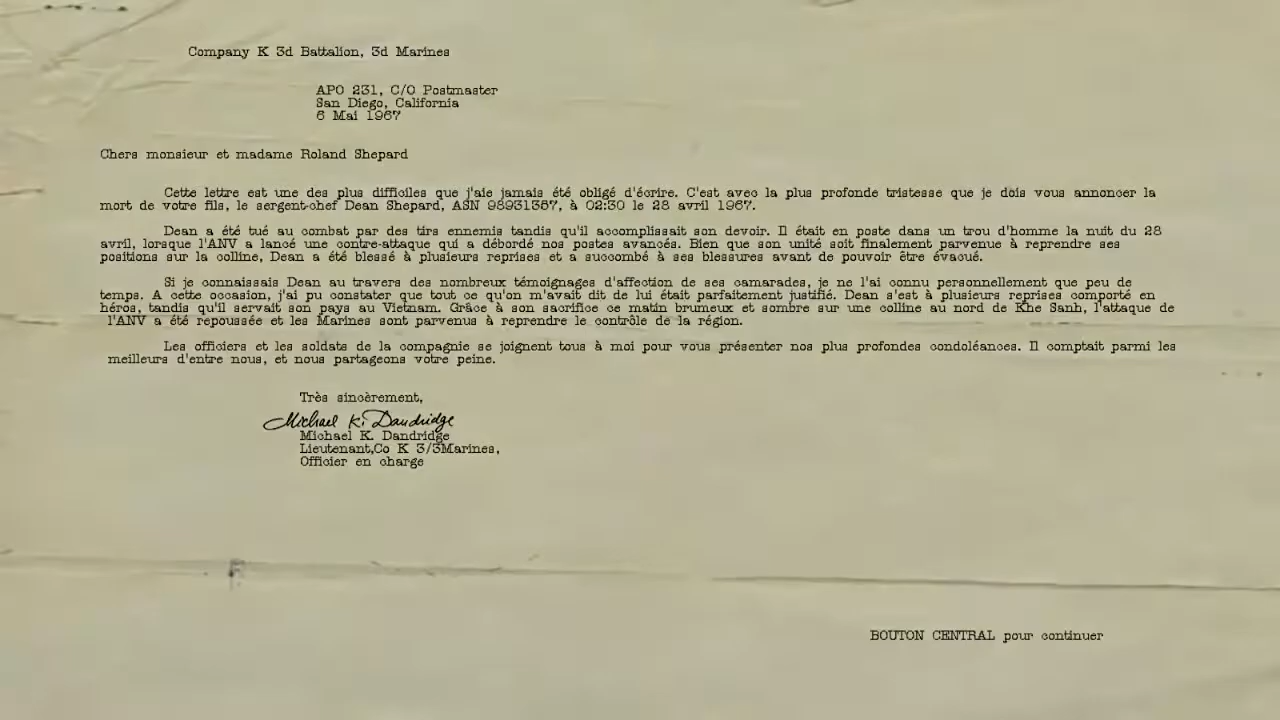 Company K 3d Battalion, 3d Marines
APO 231, C/O Postmaster
San Diego, California
6 Mai 1967
Chers monsieur et madame Roland Shepard
Cette lettre est une des plus difficiles que j'aie jamais été obligé d'écrire. C'est avec la plus profonde tristesse que je dois vous annoncer la
mort de votre fils, le sergent-chef Dean Shepard, ASN 98931367, à 02:30 le 28 avril 1967.
Dean a été tué au combat par des tirs ennemis tandis qu'il accomplissait son devoir. Il était en poste dans un trou d'homme la nuit du 28
avril, lorsque l'ANV a lancé une contre-attaque qui a débordé nos postes avancés. Bien que son unité soit finalement parvenue à reprendre ses
positions sur la colline, Dean a été blessé à plusieurs reprises et a succombé à ses blessures avant de pouvoir être évacué.
Si je connaissais Dean au travers des nombreux témoignages d'affection de ses camarades, je ne l'ai connu personnellement que peu de
temps. A cette occasion, j'ai pu constater que tout ce qu'on m'avait dit de lui était parfaitement justifié. Dean s'est à plusieurs reprises comporté en
héros, tandis qu'il servait son pays au Vietnam. Grâce à son sacrifice ce matin brumeux et sombre sur une colline au nord de Khe Sanh, l'attaque de
l'ANV a été repoussée et les Marines sont parvenus à reprendre le contrôle de la région.
Les officiers et les soldats de la compagnie se joignent tous à moi pour vous présenter nos plus profondes condoléances. Il comptait parmi les
meilleurs d'entre nous, et nous partageons votre peine.
Très sincèrement,
Michael K. Dandridge
Michael K. Dandridge
Lieutenant,Co K 3/3Marines,
Officier en charge
BOUTON CENTRAL pour continuer